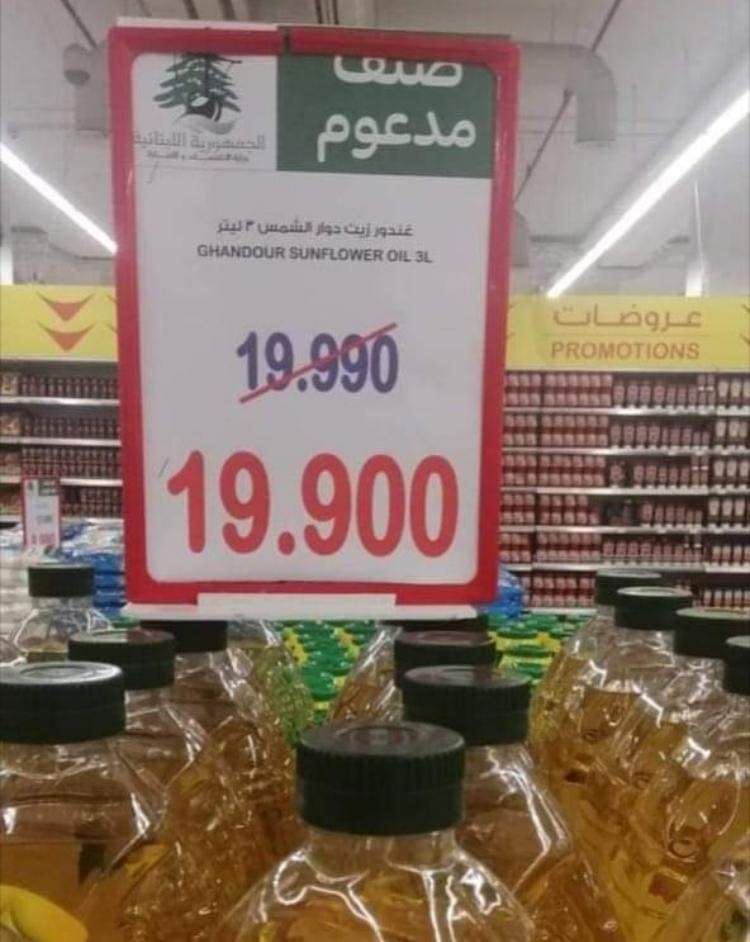 صنف
مدعوم
الجمهورية اللبنانية
غندور زيت دوار الشمس ٣ ليتر
GHANDOUR SUNFLOWER OIL 3L
19.990
19.900
عروضات
PROMOTIONS